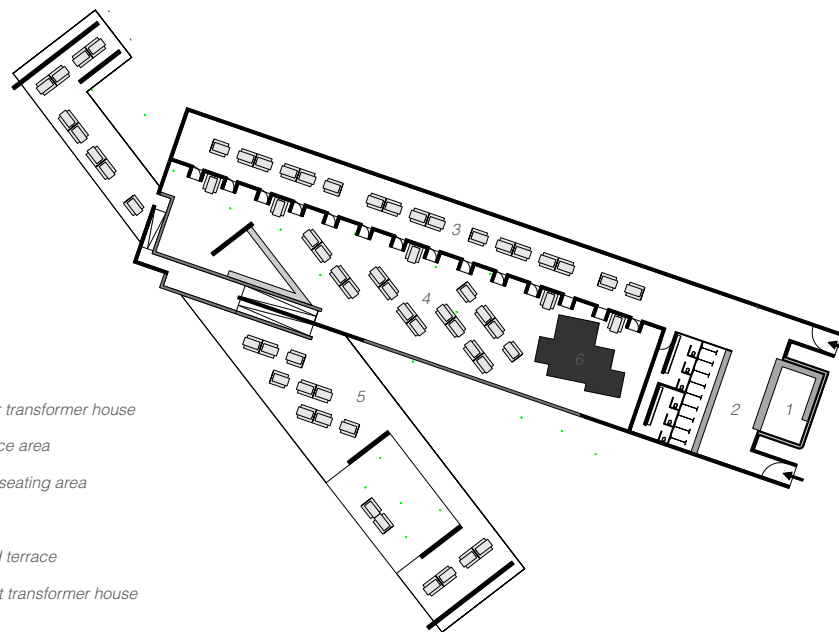 3
4
6
5
2
1
r transformer house
ce area
seating area
l terrace
t transformer house